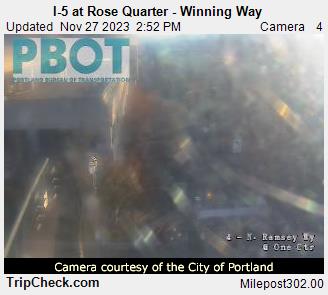 I-5 at Rose Quarter - Winning Way
Updated Nov 27 2023 2:52 PM Camera 4
PBOT
PORTLAND BUREAU OF TRANSPORTATION
4 - N. Ramsey Wy
@ One Ctr
Camera courtesy of the City of Portland
TripCheck.com Milepost302.00